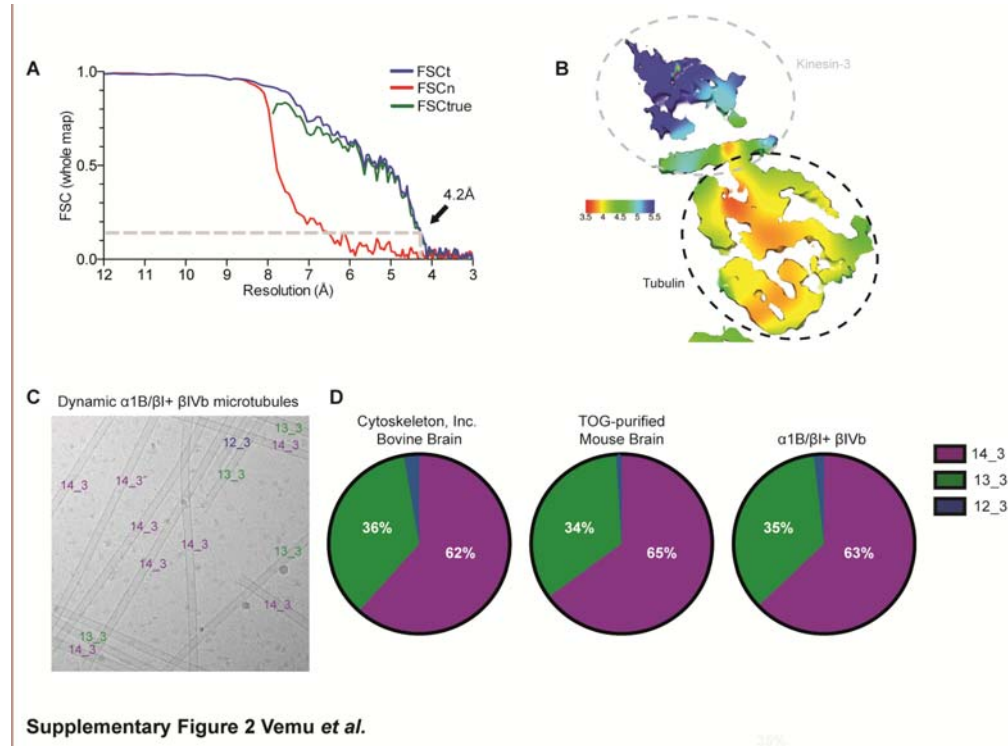 A
1.0
0.5
0.0
FSC (whole map)
12 11 10 9 8 7 6 5 4 3
Resolution (Å)
FSCt
FSCn
FSCtrue
4.2Å
B
Kinesin-3
3.5 4 4.5 5 5.5
Tubulin
C
Dynamic α1B/βI+ βIVb microtubules
13_3
12_3
14_3
13_3
14_3
14_3
14_3
14_3
14_3
13_3
14_3
13_3
14_3
D
Cytoskeleton, Inc.
Bovine Brain
36%
62%
TOG-purified
Mouse Brain
34%
65%
α1B/βI+ βIVb
35%
63%
14_3
13_3
12_3
Supplementary Figure 2 Vemu et al.
35%